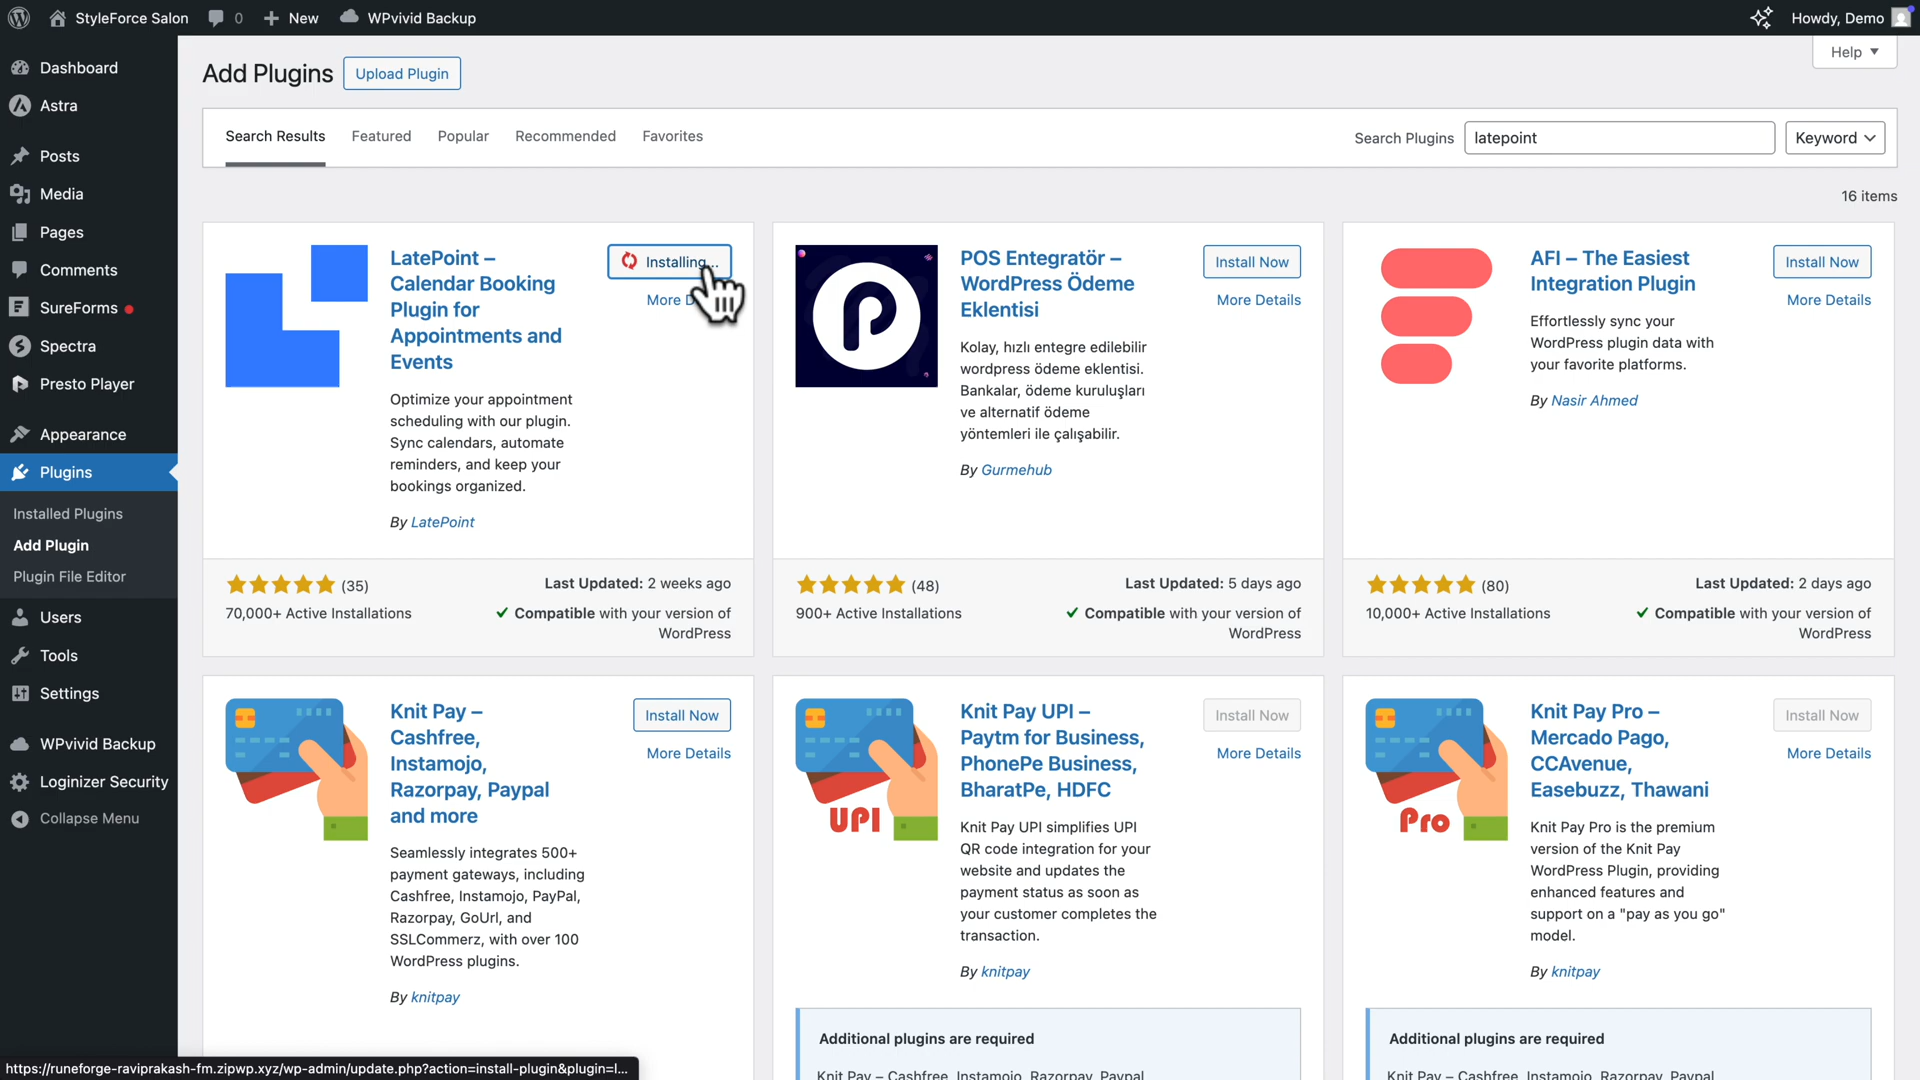 StyleForce Salon
0
New
WPvivid Backup
Howdy, Demo
Help
Dashboard
Astra
Posts
Media
Pages
Comments
SureForms
Spectra
Presto Player
Appearance
Plugins
Installed Plugins
Add Plugin
Plugin File Editor
Users
Tools
Settings
WPvivid Backup
Loginizer Security
Collapse Menu
Add Plugins
Upload Plugin
Search Results
Featured
Popular
Recommended
Favorites
Search Plugins
latepoint
Keyword
16 items
LatePoint –
Calendar Booking
Plugin for
Appointments and
Events
Installing...
More D
Optimize your appointment
scheduling with our plugin.
Sync calendars, automate
reminders, and keep your
bookings organized.
By LatePoint
(35)
70,000+ Active Installations
Last Updated: 2 weeks ago
Compatible with your version of
WordPress
POS Entegratör –
WordPress Ödeme
Eklentisi
Install Now
More Details
Kolay, hızlı entegre edilebilir
wordpress ödeme eklentisi.
Bankalar, ödeme kuruluşları
ve alternatif ödeme
yöntemleri ile çalışabilir.
By Gurmehub
(48)
900+ Active Installations
Last Updated: 5 days ago
Compatible with your version of
WordPress
AFI – The Easiest
Integration Plugin
Install Now
More Details
Effortlessly sync your
WordPress plugin data with
your favorite platforms.
By Nasir Ahmed
(80)
10,000+ Active Installations
Last Updated: 2 days ago
Compatible with your version of
WordPress
Knit Pay –
Cashfree,
Instamojo,
Razorpay, Paypal
and more
Install Now
More Details
Seamlessly integrates 500+
payment gateways, including
Cashfree, Instamojo, PayPal,
Razorpay, GoUrl, and
SSLCommerz, with over 100
WordPress plugins.
By knitpay
UPI
Knit Pay UPI –
Paytm for Business,
PhonePe Business,
BharatPe, HDFC
Install Now
More Details
Knit Pay UPI simplifies UPI
QR code integration for your
website and updates the
payment status as soon as
your customer completes the
transaction.
By knitpay
Additional plugins are required
Knit Pay – Cashfree, Instamojo, Razorpay, Paypal
Pro
Knit Pay Pro –
Mercado Pago,
CCAvenue,
Easebuzz, Thawani
Install Now
More Details
Knit Pay Pro is the premium
version of the Knit Pay
WordPress Plugin, providing
enhanced features and
support on a "pay as you go"
model.
By knitpay
Additional plugins are required
Knit Pay – Cashfree, Instamojo, Razorpay, Paypal
https://runeforge-raviprakash-fm.zipwp.xyz/wp-admin/update.php?action=install-plugin&plugin=l...